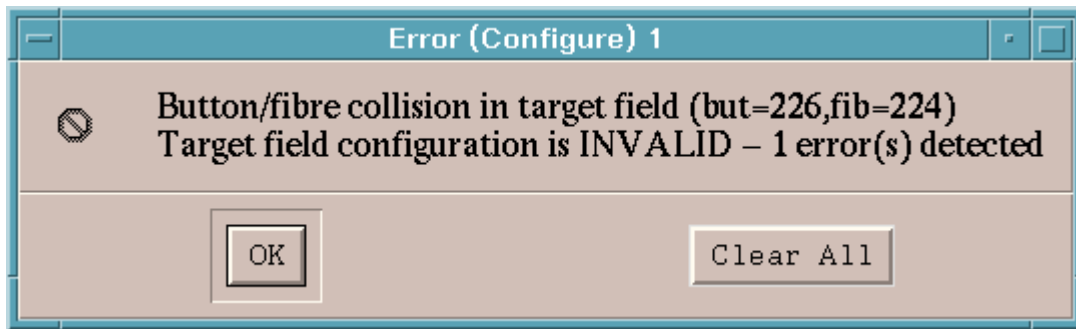 Error (Configure) 1
Button/fibre collision in target field (but=226,fib=224)
Target field configuration is INVALID – 1 error(s) detected
OK
Clear All